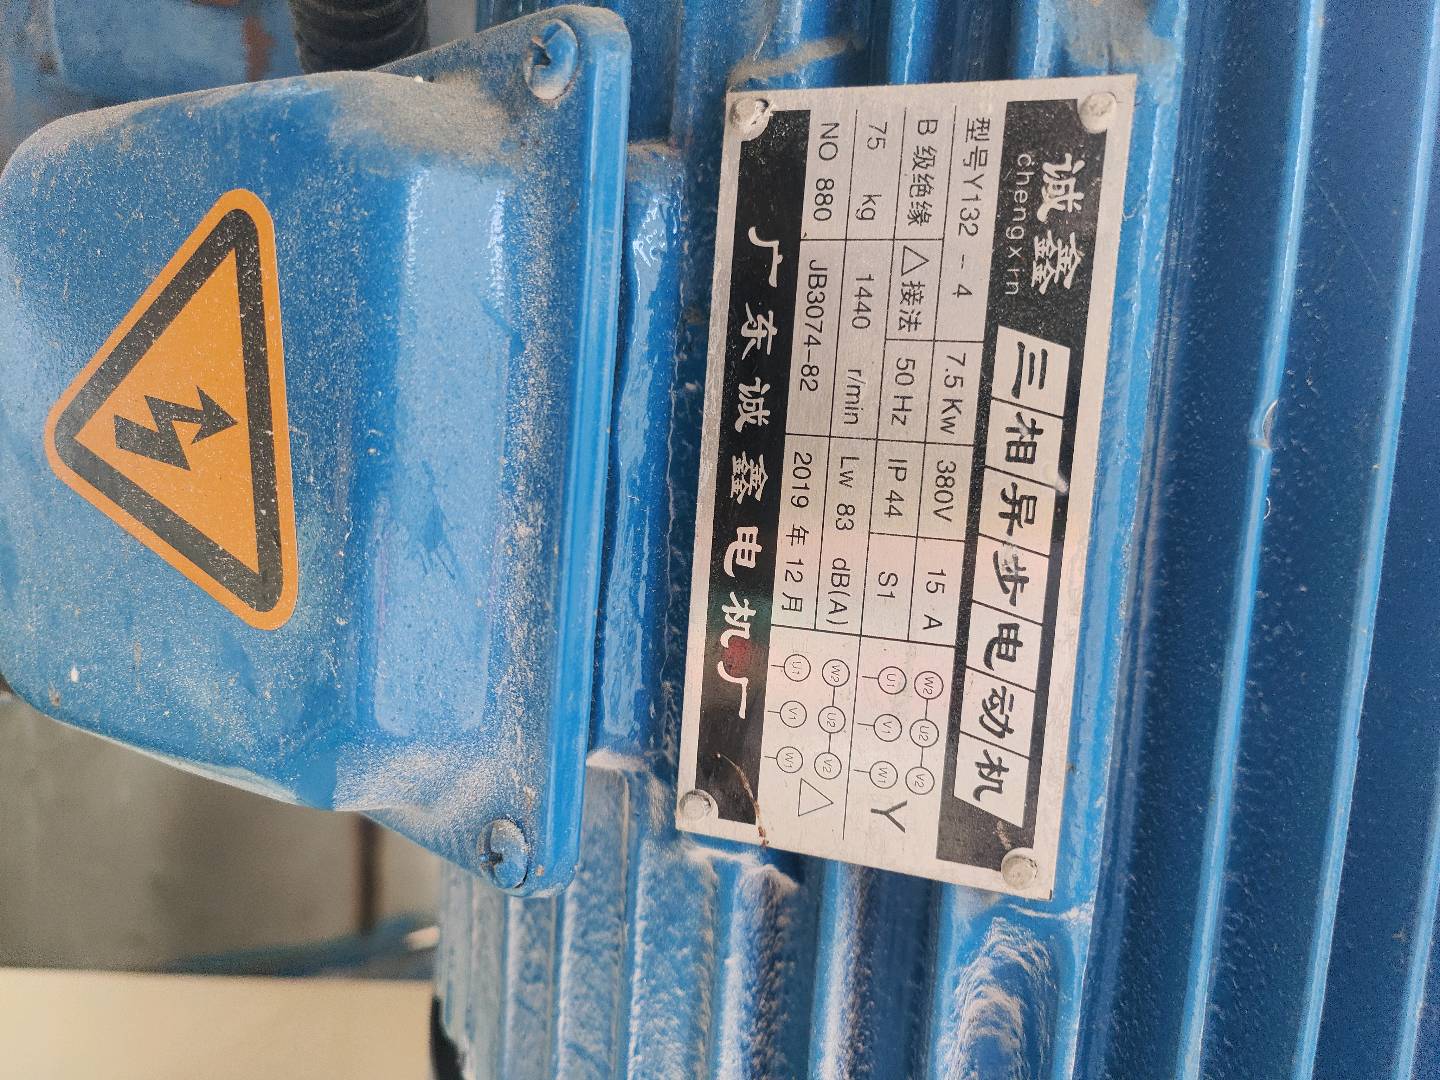 诚鑫 三相异步电动机
chengxin
型号Y132-4 7.5 Kw 380V 15 A
B 级绝缘 △接法 50 Hz IP 44 S1
75 kg 1440 r/min Lw 83 dB(A)
NO 880 JB3074-82 2019 年 12 月
W2 U2 V2
U1 V1 W1 Y
W2 U2 V2
U1 V1 W1 △
广东诚鑫电机厂